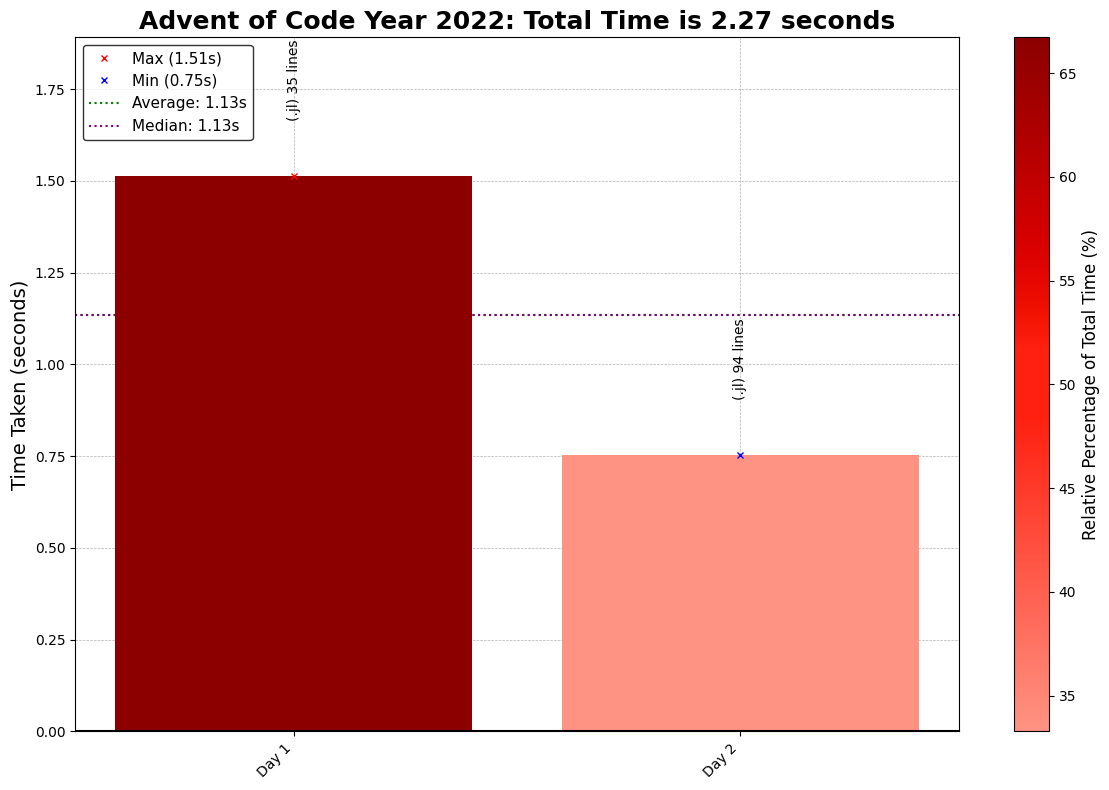 Advent of Code Year 2022: Total Time is 2.27 seconds
Max (1.51s)
Min (0.75s)
Average: 1.13s
Median: 1.13s
(.jl) 35 lines
(.jl) 94 lines
Time Taken (seconds)
1.75
1.50
1.25
1.00
0.75
0.50
0.25
0.00
Day 1
Day 2
65
60
55
50
45
40
35
Relative Percentage of Total Time (%)